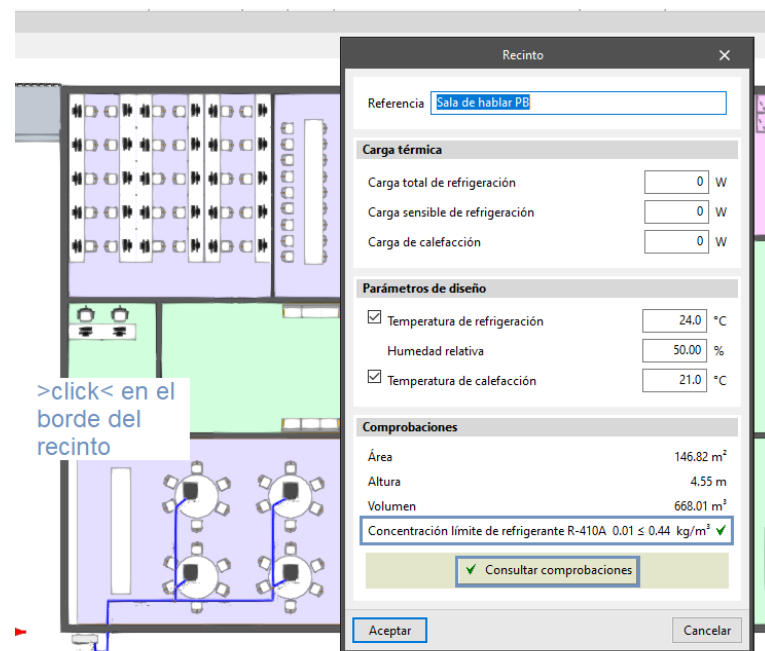 Recinto
Referencia Sala de hablar PB
Carga térmica
Carga total de refrigeración 0 W
Carga sensible de refrigeración 0 W
Carga de calefacción 0 W
Parámetros de diseño
Temperatura de refrigeración 24.0 °C
Humedad relativa 50.00 %
Temperatura de calefacción 21.0 °C
Comprobaciones
Área 146.82 m²
Altura 4.55 m
Volumen 668.01 m³
Concentración límite de refrigerante R-410A 0.01 ≤ 0.44 kg/m³
Consultar comprobaciones
Aceptar Cancelar
>click< en el
borde del
recinto